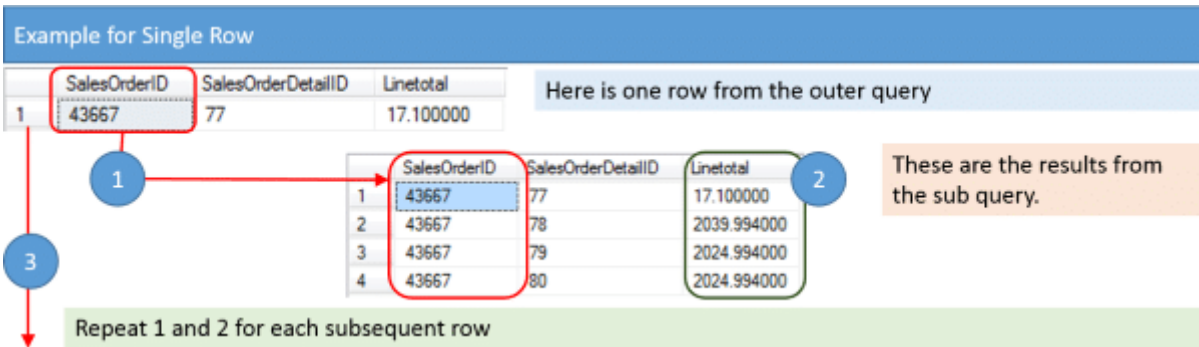 Example for Single Row
SalesOrderID SalesOrderDetailID Linetotal
1 43667 77 17.100000
Here is one row from the outer query
1
SalesOrderID SalesOrderDetailID Linetotal
1 43667 77 17.100000
2 43667 78 2039.994000
3 43667 79 2024.994000
4 43667 80 2024.994000
2
These are the results from
the sub query.
3
Repeat 1 and 2 for each subsequent row